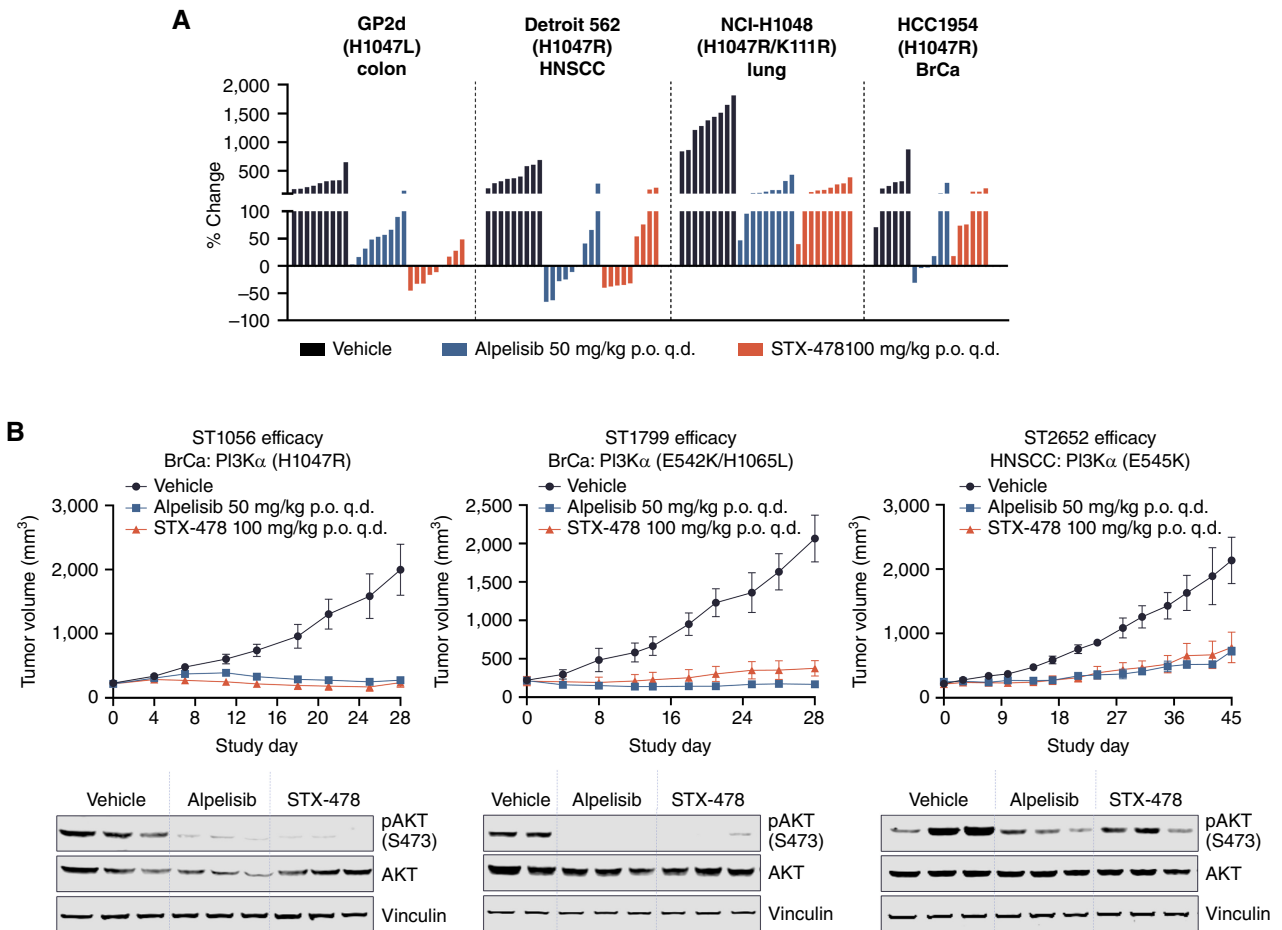 A
GP2d
(H1047L)
colon
Detroit 562
(H1047R)
HNSCC
NCI-H1048
(H1047R/K111R)
lung
HCC1954
(H1047R)
BrCa
% Change
2,000
1,500
1,000
500
100
50
0
−50
−100
Vehicle
Alpelisib 50 mg/kg p.o. q.d.
STX-478100 mg/kg p.o. q.d.
B
ST1056 efficacy
BrCa: PI3Kα (H1047R)
Vehicle
Alpelisib 50 mg/kg p.o. q.d.
STX-478 100 mg/kg p.o. q.d.
Tumor volume (mm³)
3,000
2,000
1,000
0
0 4 8 12 16 20 24 28
Study day
ST1799 efficacy
BrCa: PI3Kα (E542K/H1065L)
Vehicle
Alpelisib 50 mg/kg p.o. q.d.
STX-478 100 mg/kg p.o. q.d.
Tumor volume (mm³)
2,500
2,000
1,500
1,000
500
0
0 8 16 24 28
Study day
ST2652 efficacy
HNSCC: PI3Kα (E545K)
Vehicle
Alpelisib 50 mg/kg p.o. q.d.
STX-478 100 mg/kg p.o. q.d.
Tumor volume (mm³)
3,000
2,000
1,000
0
0 9 18 27 36 45
Study day
Vehicle Alpelisib STX-478
pAKT
(S473)
AKT
Vinculin
Vehicle Alpelisib STX-478
pAKT
(S473)
AKT
Vinculin
Vehicle Alpelisib STX-478
pAKT
(S473)
AKT
Vinculin